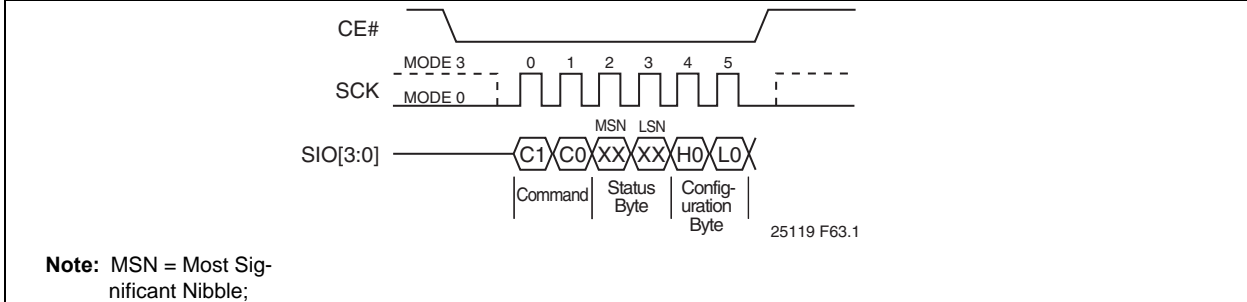 CE#
MODE 3 0 1 2 3 4 5
SCK
MODE 0
MSN LSN
SIO[3:0] C1 C0 XX XX H0 L0
Command Status Byte Config-uration Byte
25119 F63.1
Note: MSN = Most Sig-
nificant Nibble;